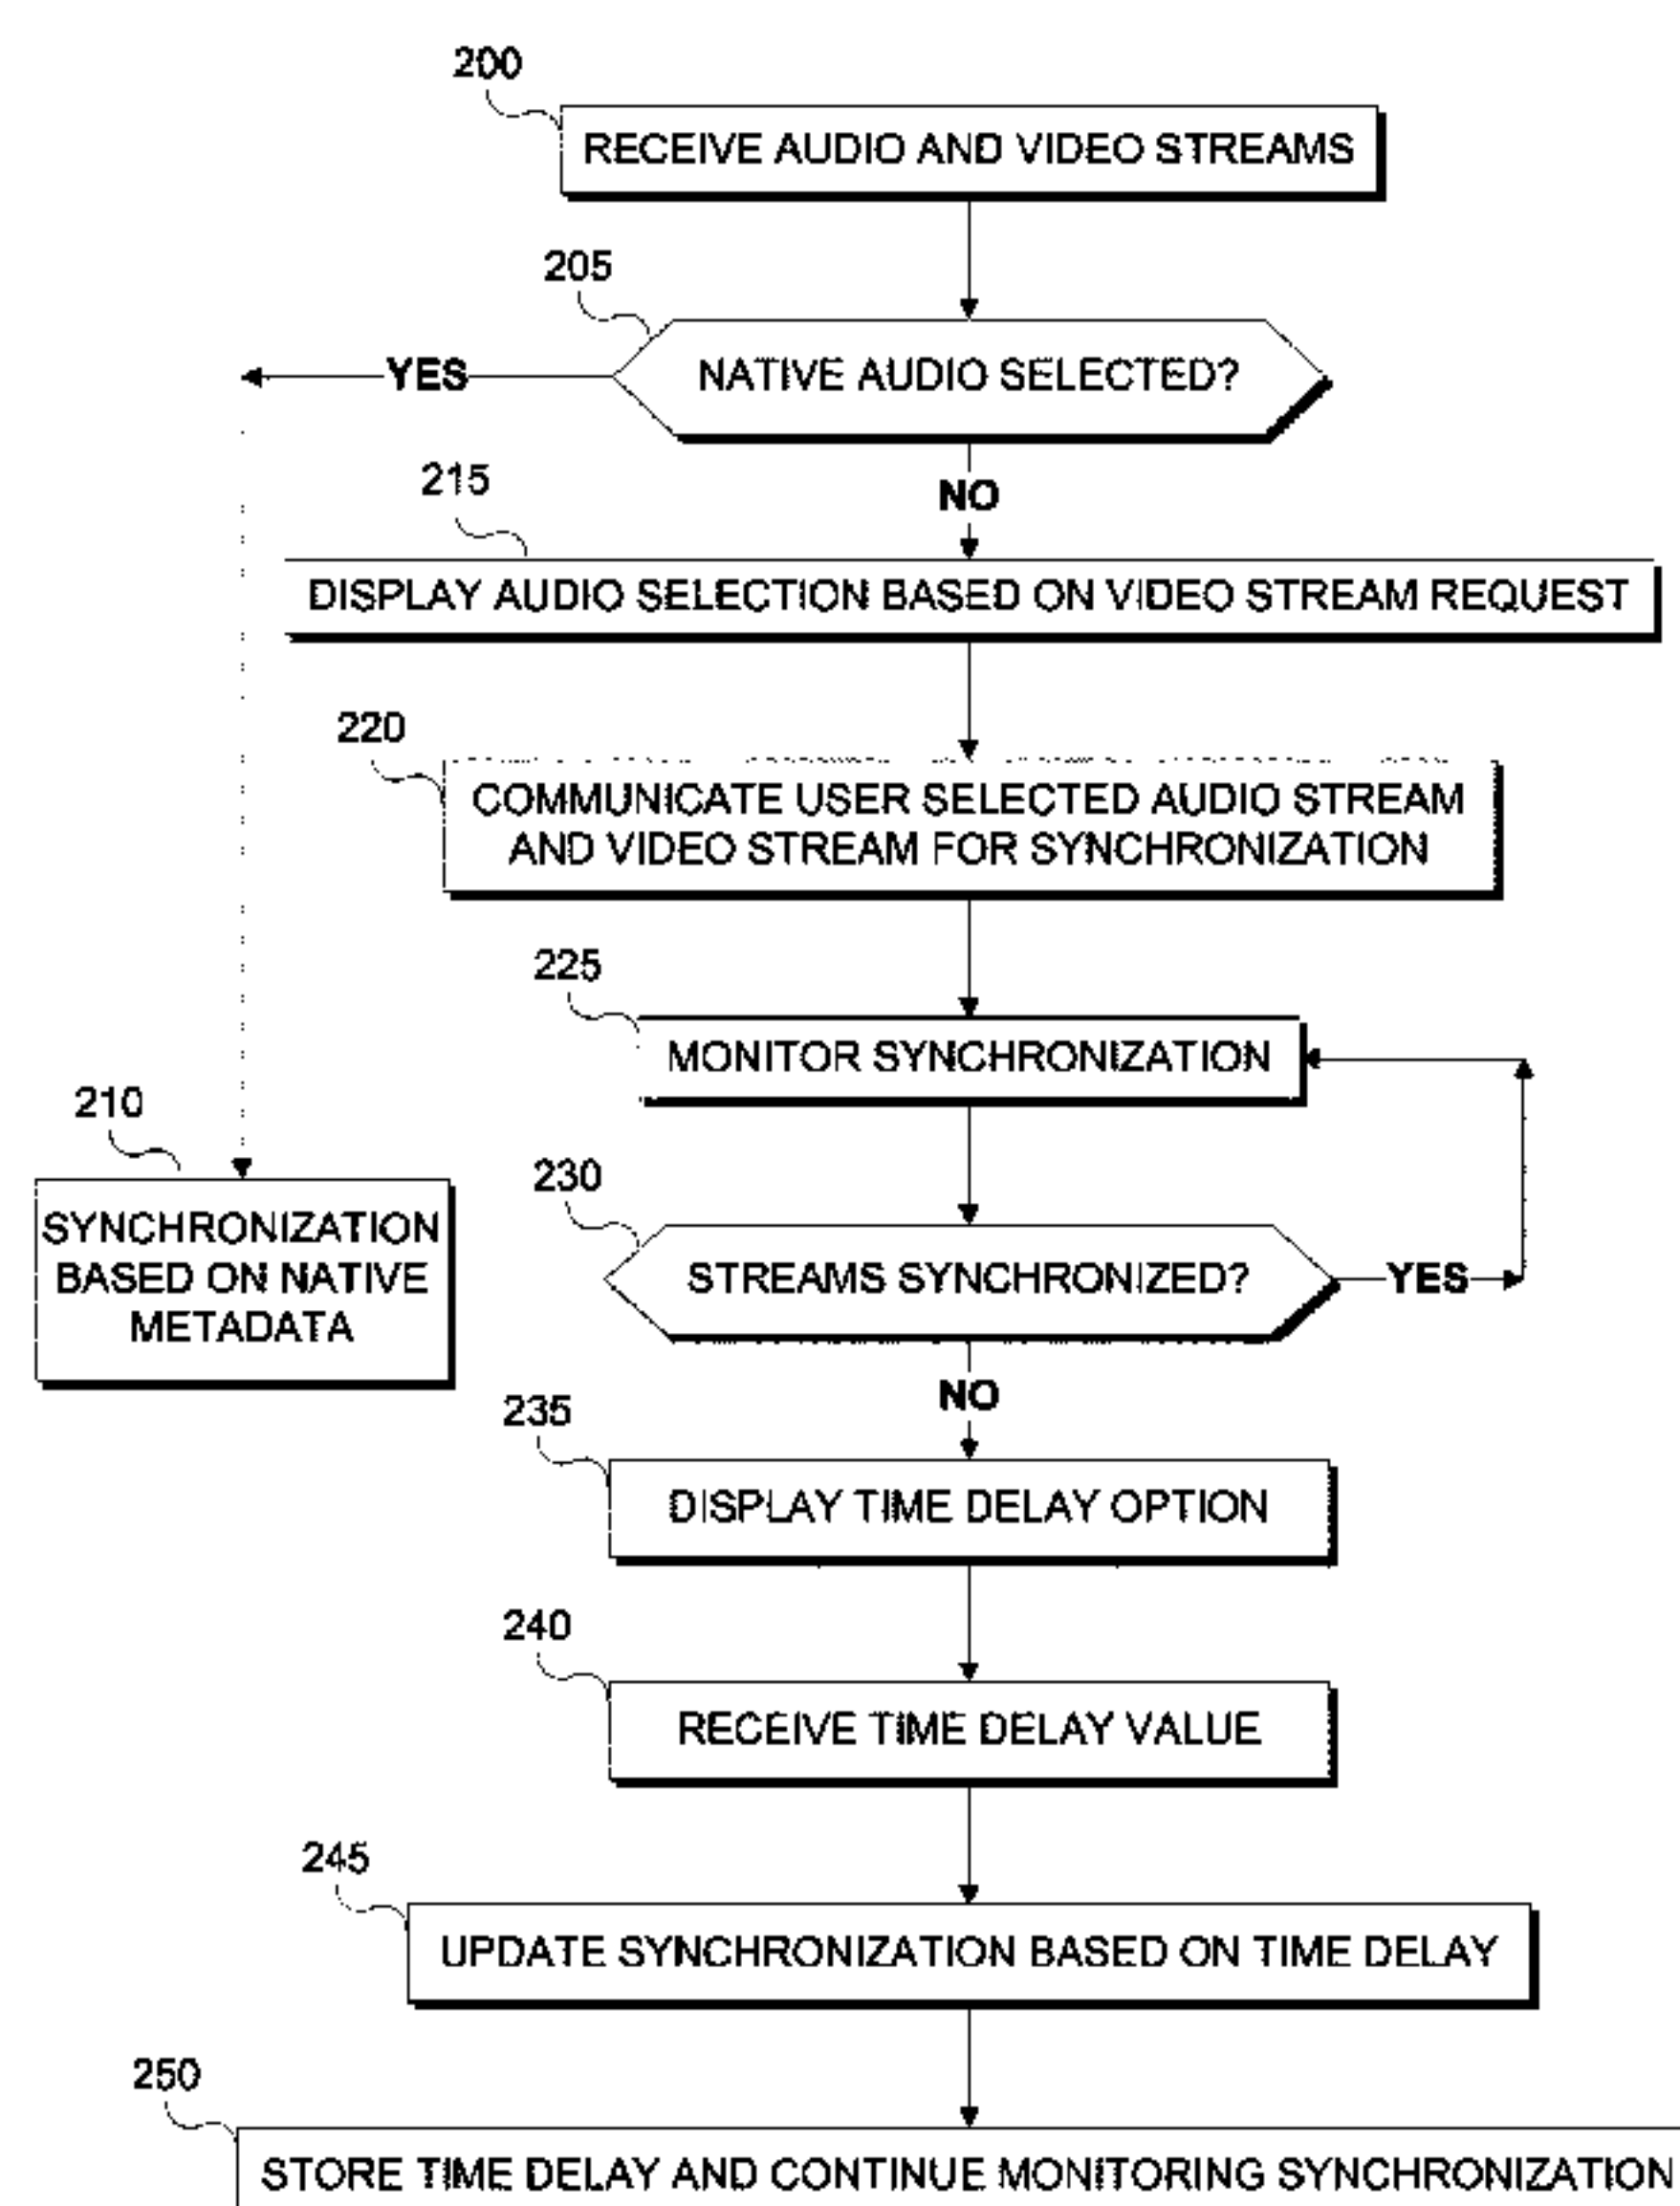 200
RECEIVE AUDIO AND VIDEO STREAMS
205
YES
NATIVE AUDIO SELECTED?
215
NO
DISPLAY AUDIO SELECTION BASED ON VIDEO STREAM REQUEST
220
COMMUNICATE USER SELECTED AUDIO STREAM
AND VIDEO STREAM FOR SYNCHRONIZATION
225
MONITOR SYNCHRONIZATION
210
SYNCHRONIZATION
BASED ON NATIVE
METADATA
230
STREAMS SYNCHRONIZED?
YES
NO
235
DISPLAY TIME DELAY OPTION
240
RECEIVE TIME DELAY VALUE
245
UPDATE SYNCHRONIZATION BASED ON TIME DELAY
250
STORE TIME DELAY AND CONTINUE MONITORING SYNCHRONIZATION